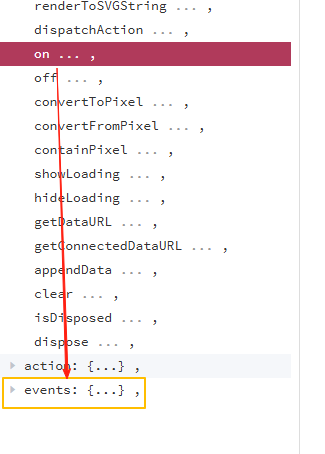 renderToSVGString ... ,
dispatchAction ... ,
on ... ,
off ... ,
convertToPixel ... ,
convertFromPixel ... ,
containPixel ... ,
showLoading ... ,
hideLoading ... ,
getDataURL ... ,
getConnectedDataURL ... ,
appendData ... ,
clear ... ,
isDisposed ... ,
dispose ... ,
action: {...} ,
events: {...} ,